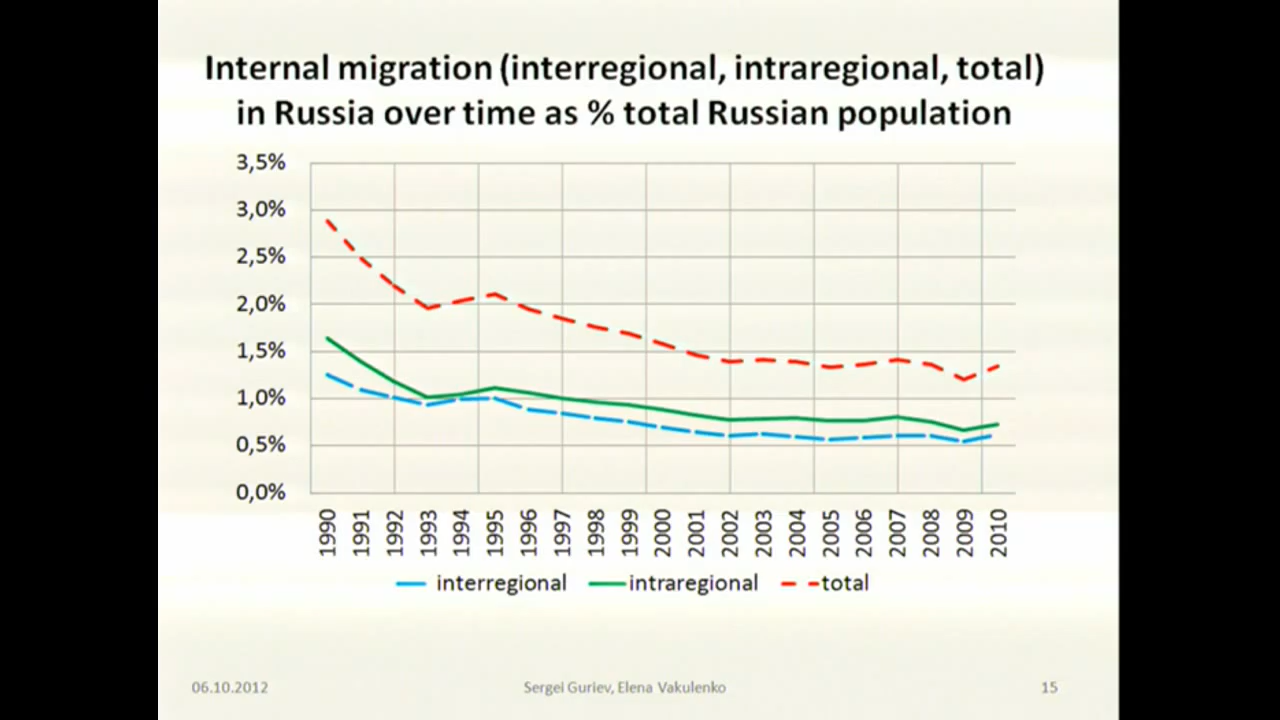 Internal migration (interregional, intraregional, total)
in Russia over time as % total Russian population
3,5%
3,0%
2,5%
2,0%
1,5%
1,0%
0,5%
0,0%
1990 1991 1992 1993 1994 1995 1996 1997 1998 1999 2000 2001 2002 2003 2004 2005 2006 2007 2008 2009 2010
interregional intraregional total
06.10.2012 Sergei Guriev, Elena Vakulenko 15